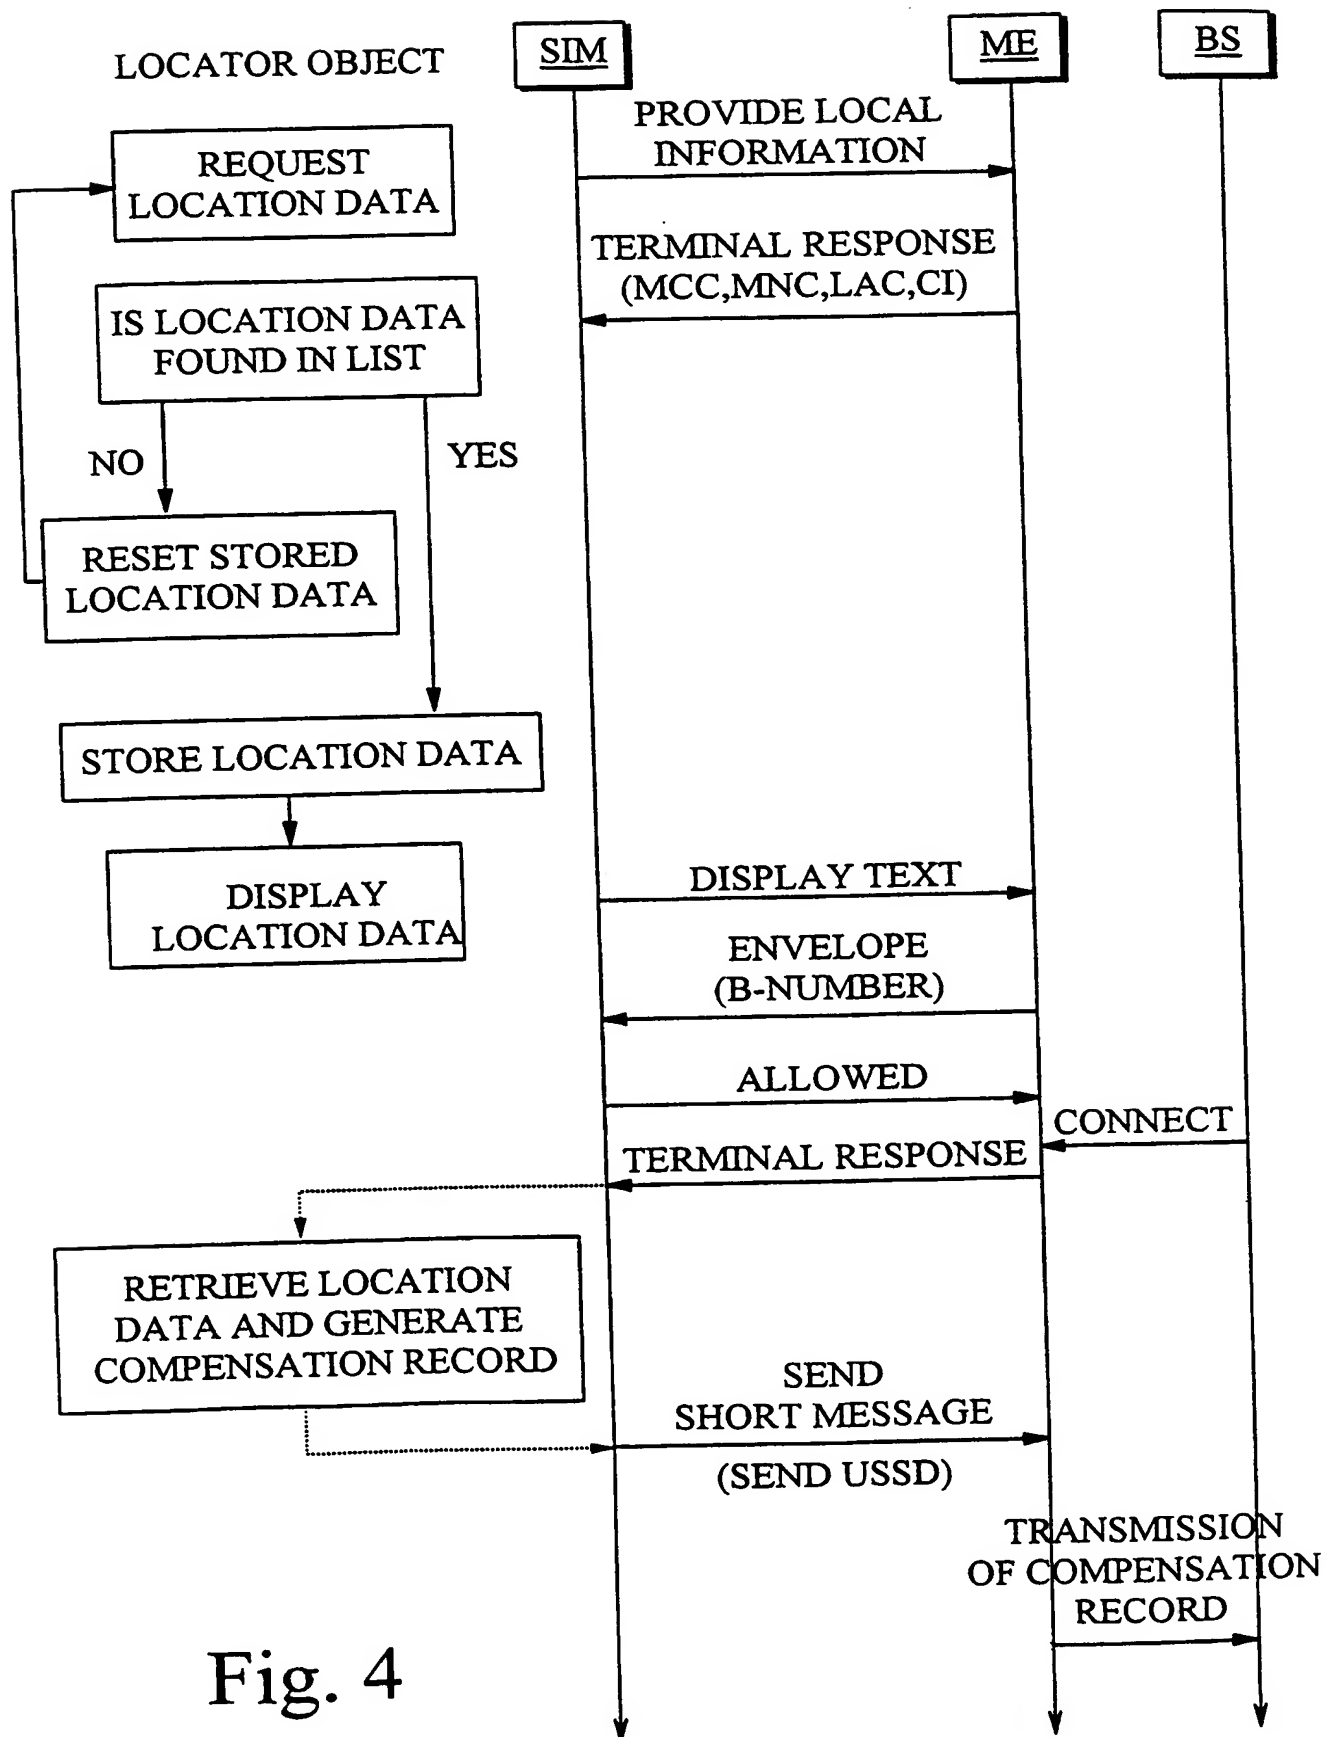 SIM
ME
BS
LOCATOR OBJECT
PROVIDE LOCAL
INFORMATION
REQUEST
LOCATION DATA
TERMINAL RESPONSE
(MCC,MNC,LAC,CI)
IS LOCATION DATA
FOUND IN LIST
NO
YES
RESET STORED
LOCATION DATA
STORE LOCATION DATA
DISPLAY
LOCATION DATA
DISPLAY TEXT
ENVELOPE
(B-NUMBER)
ALLOWED
CONNECT
TERMINAL RESPONSE
RETRIEVE LOCATION
DATA AND GENERATE
COMPENSATION RECORD
SEND
SHORT MESSAGE
(SEND USSD)
TRANSMISSION
OF COMPENSATION
RECORD
Fig. 4